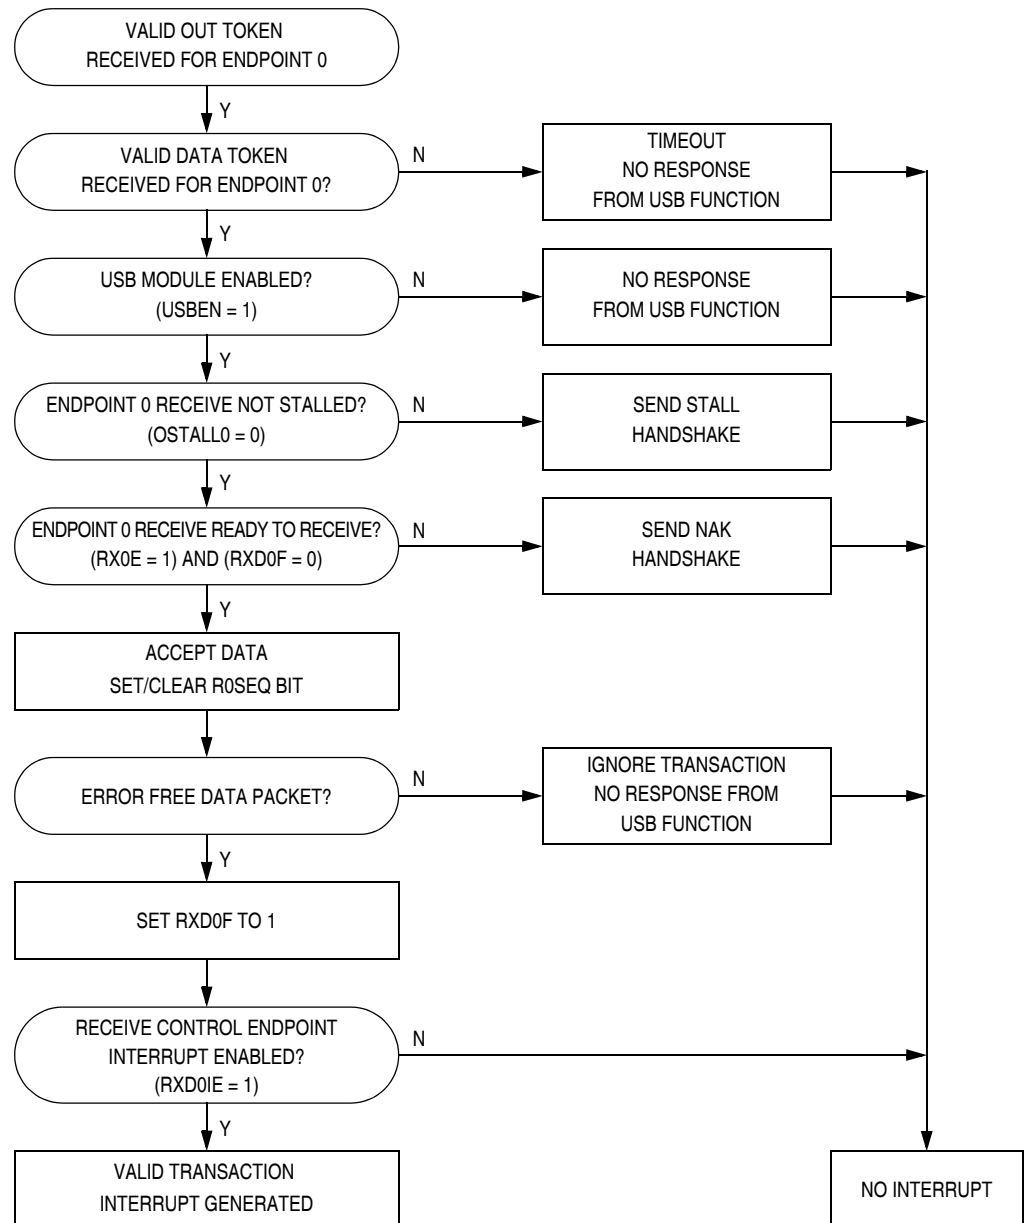 VALID OUT TOKEN
RECEIVED FOR ENDPOINT 0
Y
VALID DATA TOKEN
RECEIVED FOR ENDPOINT 0?
N
TIMEOUT
NO RESPONSE
FROM USB FUNCTION
Y
USB MODULE ENABLED?
(USBEN = 1)
N
NO RESPONSE
FROM USB FUNCTION
Y
ENDPOINT 0 RECEIVE NOT STALLED?
(OSTALL0 = 0)
N
SEND STALL
HANDSHAKE
Y
ENDPOINT 0 RECEIVE READY TO RECEIVE?
(RX0E = 1) AND (RXD0F = 0)
N
SEND NAK
HANDSHAKE
Y
ACCEPT DATA
SET/CLEAR R0SEQ BIT
ERROR FREE DATA PACKET?
N
IGNORE TRANSACTION
NO RESPONSE FROM
USB FUNCTION
Y
SET RXD0F TO 1
RECEIVE CONTROL ENDPOINT
INTERRUPT ENABLED?
(RXD0IE = 1)
N
Y
VALID TRANSACTION
INTERRUPT GENERATED
NO INTERRUPT